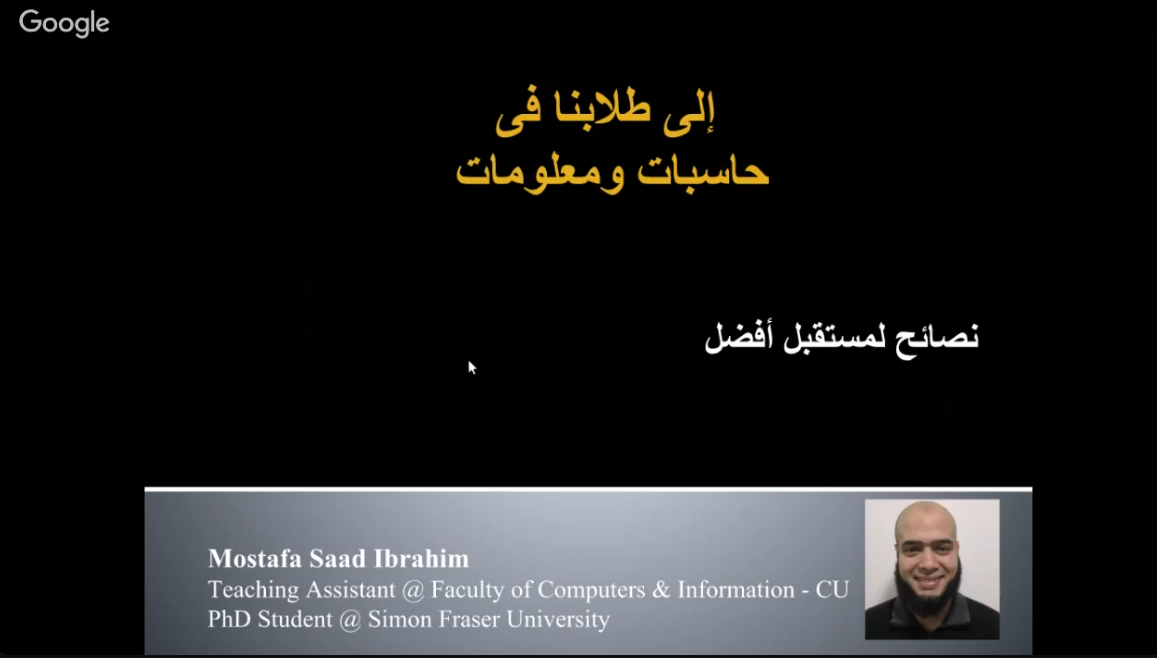 Google
إلى طلابنا فى
حاسبات ومعلومات
نصائح لمستقبل أفضل
Mostafa Saad Ibrahim
Teaching Assistant @ Faculty of Computers & Information - CU
PhD Student @ Simon Fraser University